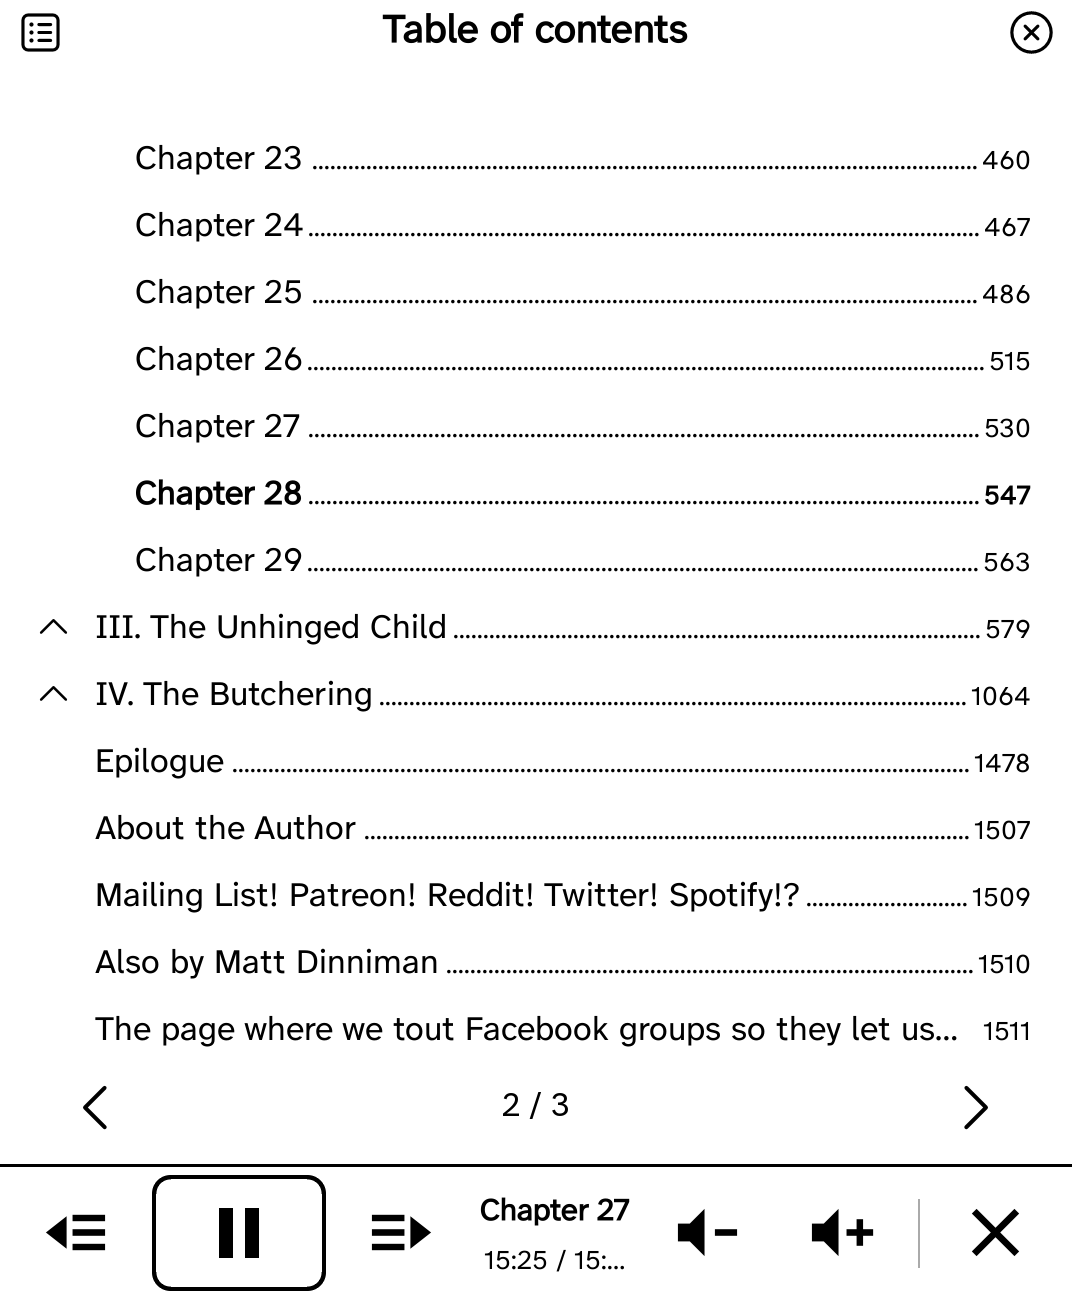 Table of contents
Chapter 23 460
Chapter 24 467
Chapter 25 486
Chapter 26 515
Chapter 27 530
Chapter 28 547
Chapter 29 563
III. The Unhinged Child 579
IV. The Butchering 1064
Epilogue 1478
About the Author 1507
Mailing List! Patreon! Reddit! Twitter! Spotify!? 1509
Also by Matt Dinniman 1510
The page where we tout Facebook groups so they let us... 1511
2 / 3
Chapter 27
15:25 / 15:...